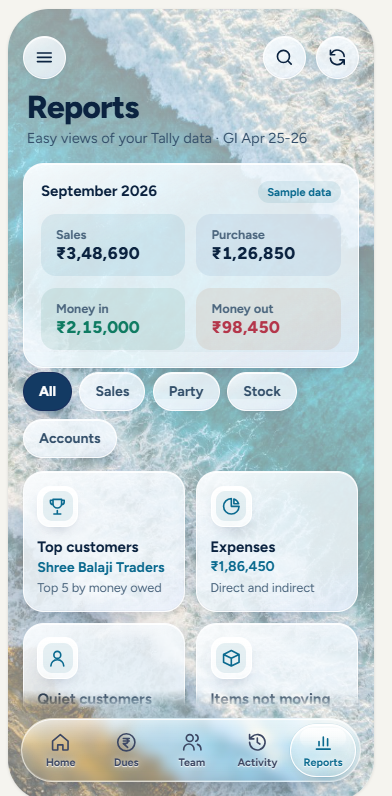 Reports
Easy views of your Tally data · GI Apr 25-26
September 2026
Sample data
Sales
₹3,48,690
Purchase
₹1,26,850
Money in
₹2,15,000
Money out
₹98,450
All
Sales
Party
Stock
Accounts
Top customers
Shree Balaji Traders
Top 5 by money owed
Expenses
₹1,86,450
Direct and indirect
Quiet customers
Items not moving
Home
Dues
Team
Activity
Reports